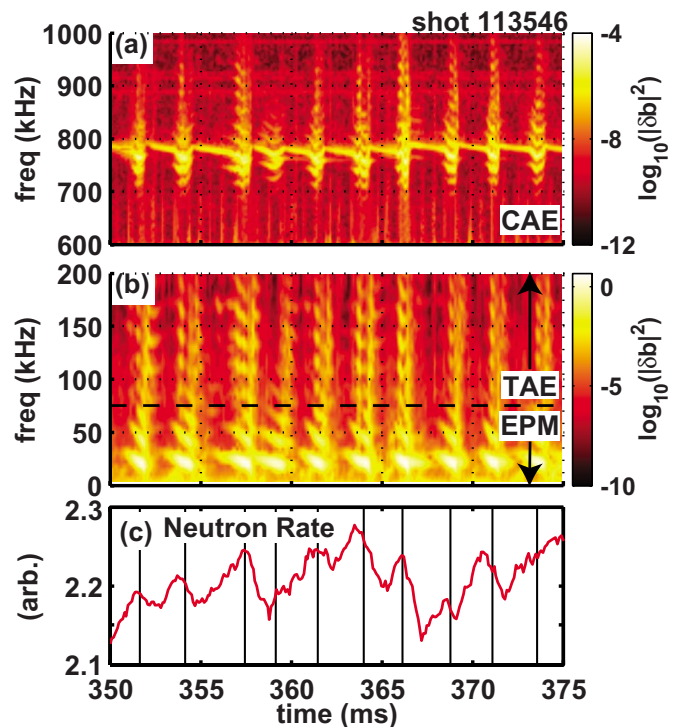 shot 113546
(a)
1000
900
800
700
600
freq (kHz)
CAE
-4
-8
-12
log10(|δb|²)
(b)
200
150
100
50
0
freq (kHz)
TAE
EPM
0
-5
-10
log10(|δb|²)
(c) Neutron Rate
2.3
2.2
2.1
(arb.)
350 355 360 365 370 375
time (ms)